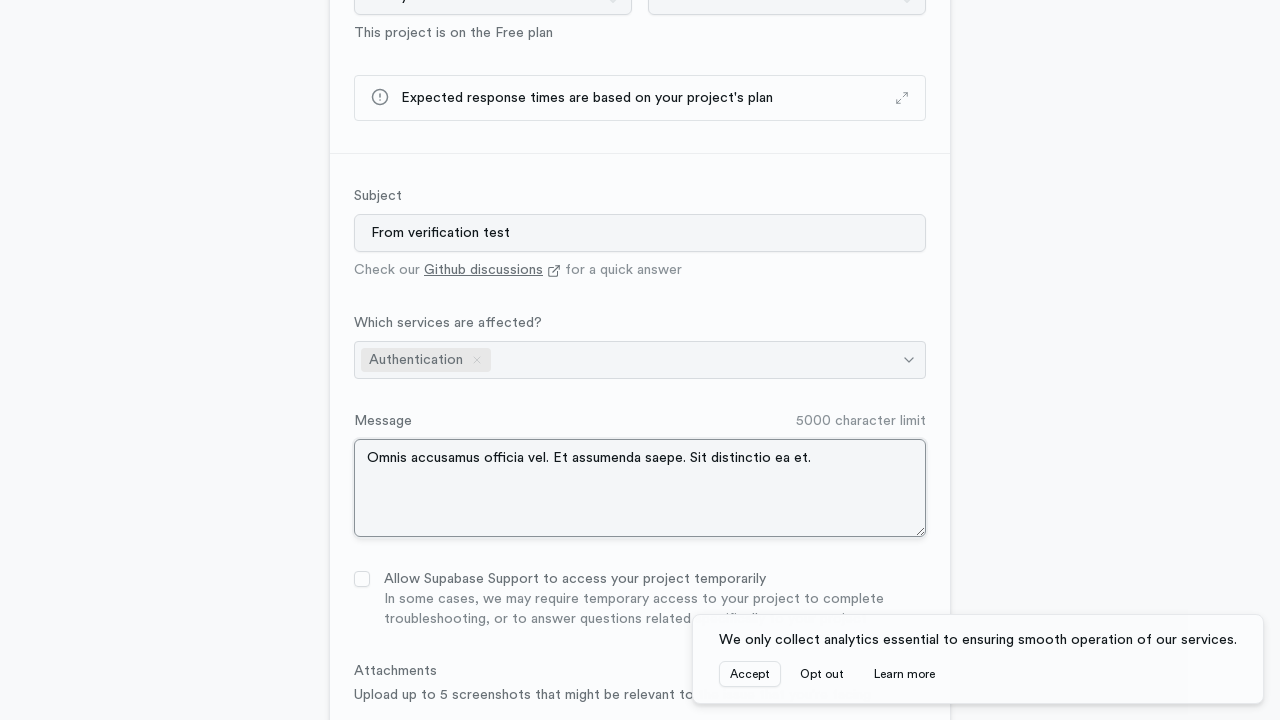 This project is on the Free plan
Expected response times are based on your project's plan
Subject
From verification test
Check our Github discussions for a quick answer
Which services are affected?
Authentication
Message
5000 character limit
Omnis accusamus officia vel. Et assumenda saepe. Sit distinctio ea et.
Allow Supabase Support to access your project temporarily
In some cases, we may require temporary access to your project to complete
troubleshooting, or to answer questions related
We only collect analytics essential to ensuring smooth operation of our services.
Accept
Opt out
Learn more
Attachments
Upload up to 5 screenshots that might be relevant to